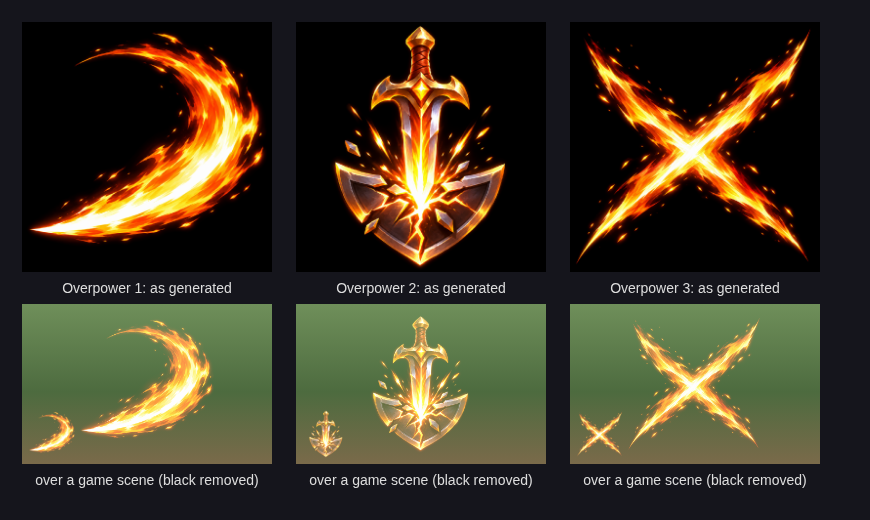 Overpower 1: as generated
Overpower 2: as generated
Overpower 3: as generated
over a game scene (black removed)
over a game scene (black removed)
over a game scene (black removed)